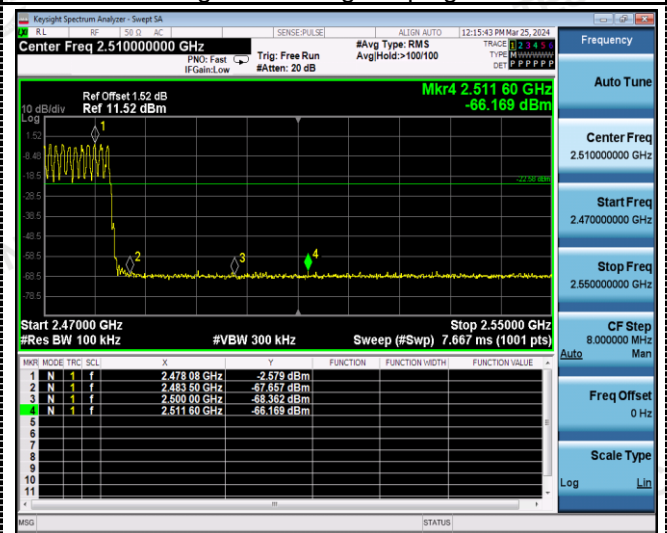 Keysight Spectrum Analyzer - Swept SA
LXI RL RF 50 Ω AC SENSE:PULSE ALIGN AUTO 12:15:43 PM Mar 25, 2024
Center Freq 2.510000000 GHz
PNO: Fast
IFGain:Low
Trig: Free Run
#Atten: 20 dB
#Avg Type: RMS
Avg|Hold:>100/100
TRACE 1 2 3 4 5 6
TYPE M W W W W W
DET P P P P P P
Frequency
Auto Tune
Center Freq
2.510000000 GHz
Start Freq
2.470000000 GHz
Stop Freq
2.550000000 GHz
CF Step
8.000000 MHz
Auto Man
Freq Offset
0 Hz
Scale Type
Log Lin
Mkr4 2.511 60 GHz
-66.169 dBm
Ref Offset 1.52 dB
10 dB/div Ref 11.52 dBm
Log
1.52
-8.48
-18.5
-28.5
-38.5
-48.5
-58.5
-68.5
-78.5
-22.58 dBm
1
2
3
4
Start 2.47000 GHz Stop 2.55000 GHz
#Res BW 100 kHz #VBW 300 kHz Sweep (#Swp) 7.667 ms (1001 pts)
MKR MODE TRC SCL X Y FUNCTION FUNCTION WIDTH FUNCTION VALUE
1 N 1 f 2.478 08 GHz -2.579 dBm
2 N 1 f 2.483 50 GHz -67.657 dBm
3 N 1 f 2.500 00 GHz -68.362 dBm
4 N 1 f 2.511 60 GHz -66.169 dBm
5
6
7
8
9
10
11
MSG STATUS